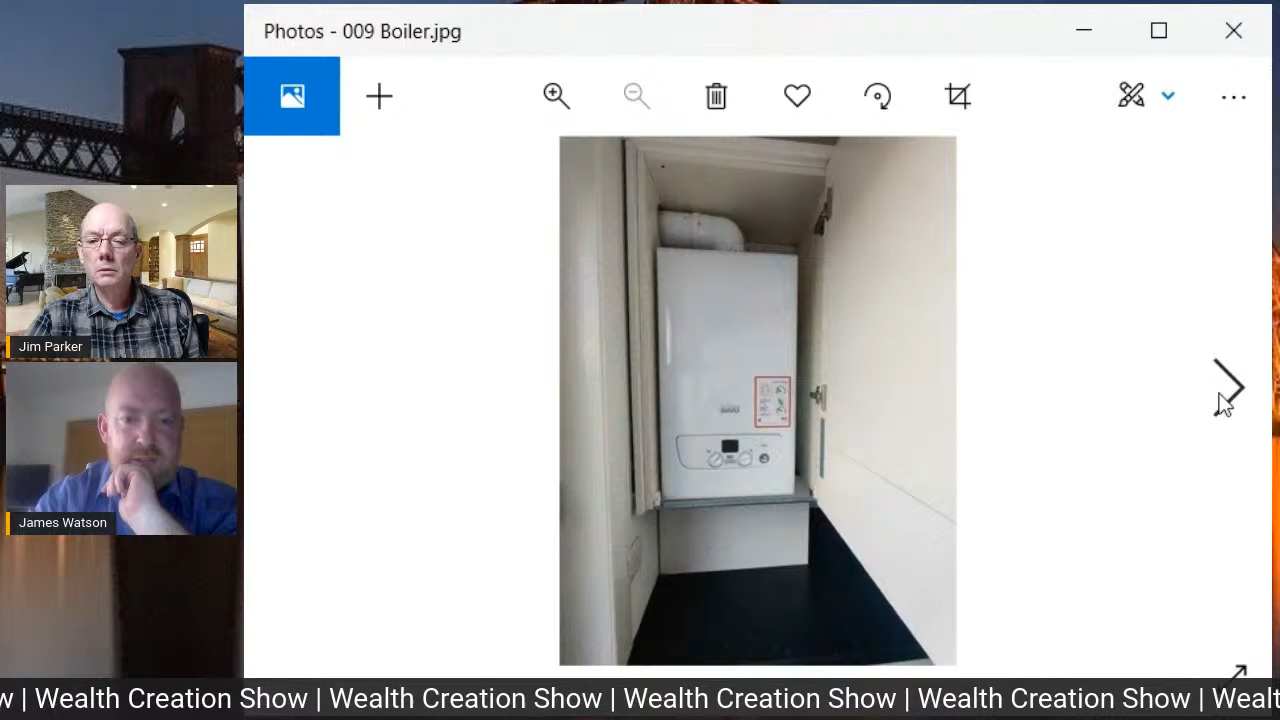 Photos - 009 Boiler.jpg
Jim Parker
James Watson
w | Wealth Creation Show | Wealth Creation Show | Wealth Creation Show | Wealth Creation Show | Wealt